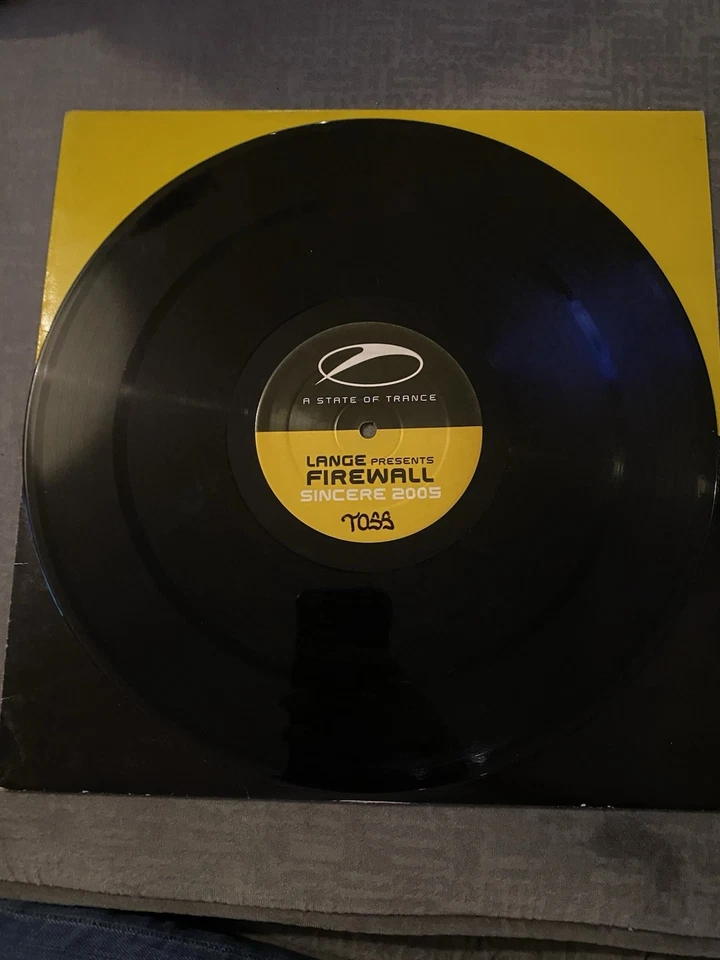 A STATE OF TRANCE
LANGE PRESENTS
FIREWALL
SINCERE 2005
TOSS